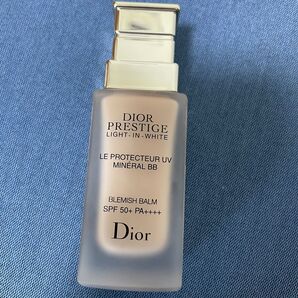 DIOR
PRESTIGE
LIGHT-IN-WHITE
LE PROTECTEUR UV
MINÉRAL BB
BLEMISH BALM
SPF 50+ PA++++
Dior